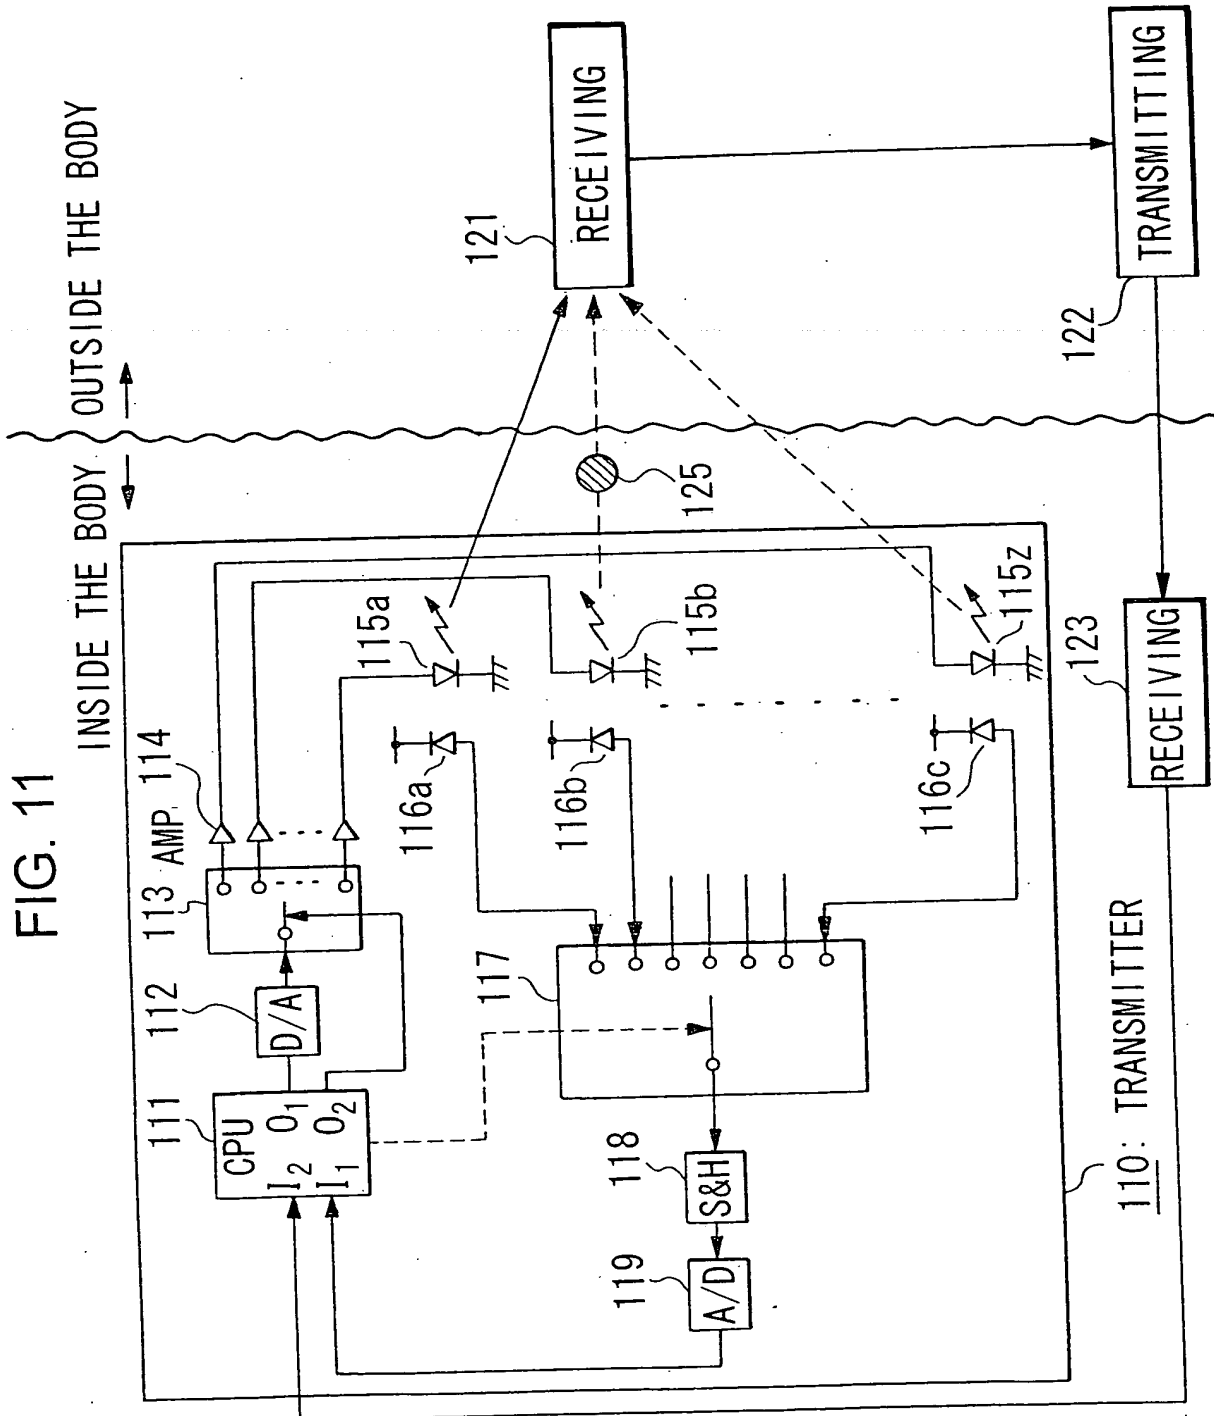 FIG. 11
INSIDE THE BODY
OUTSIDE THE BODY
111
CPU
I2
O1
I1
O2
112
D/A
113
AMP. 114
115a
115b
115z
116a
116b
116c
117
118
S&H
119
A/D
125
121
RECEIVING
122
TRANSMITTING
123
RECEIVING
110: TRANSMITTER